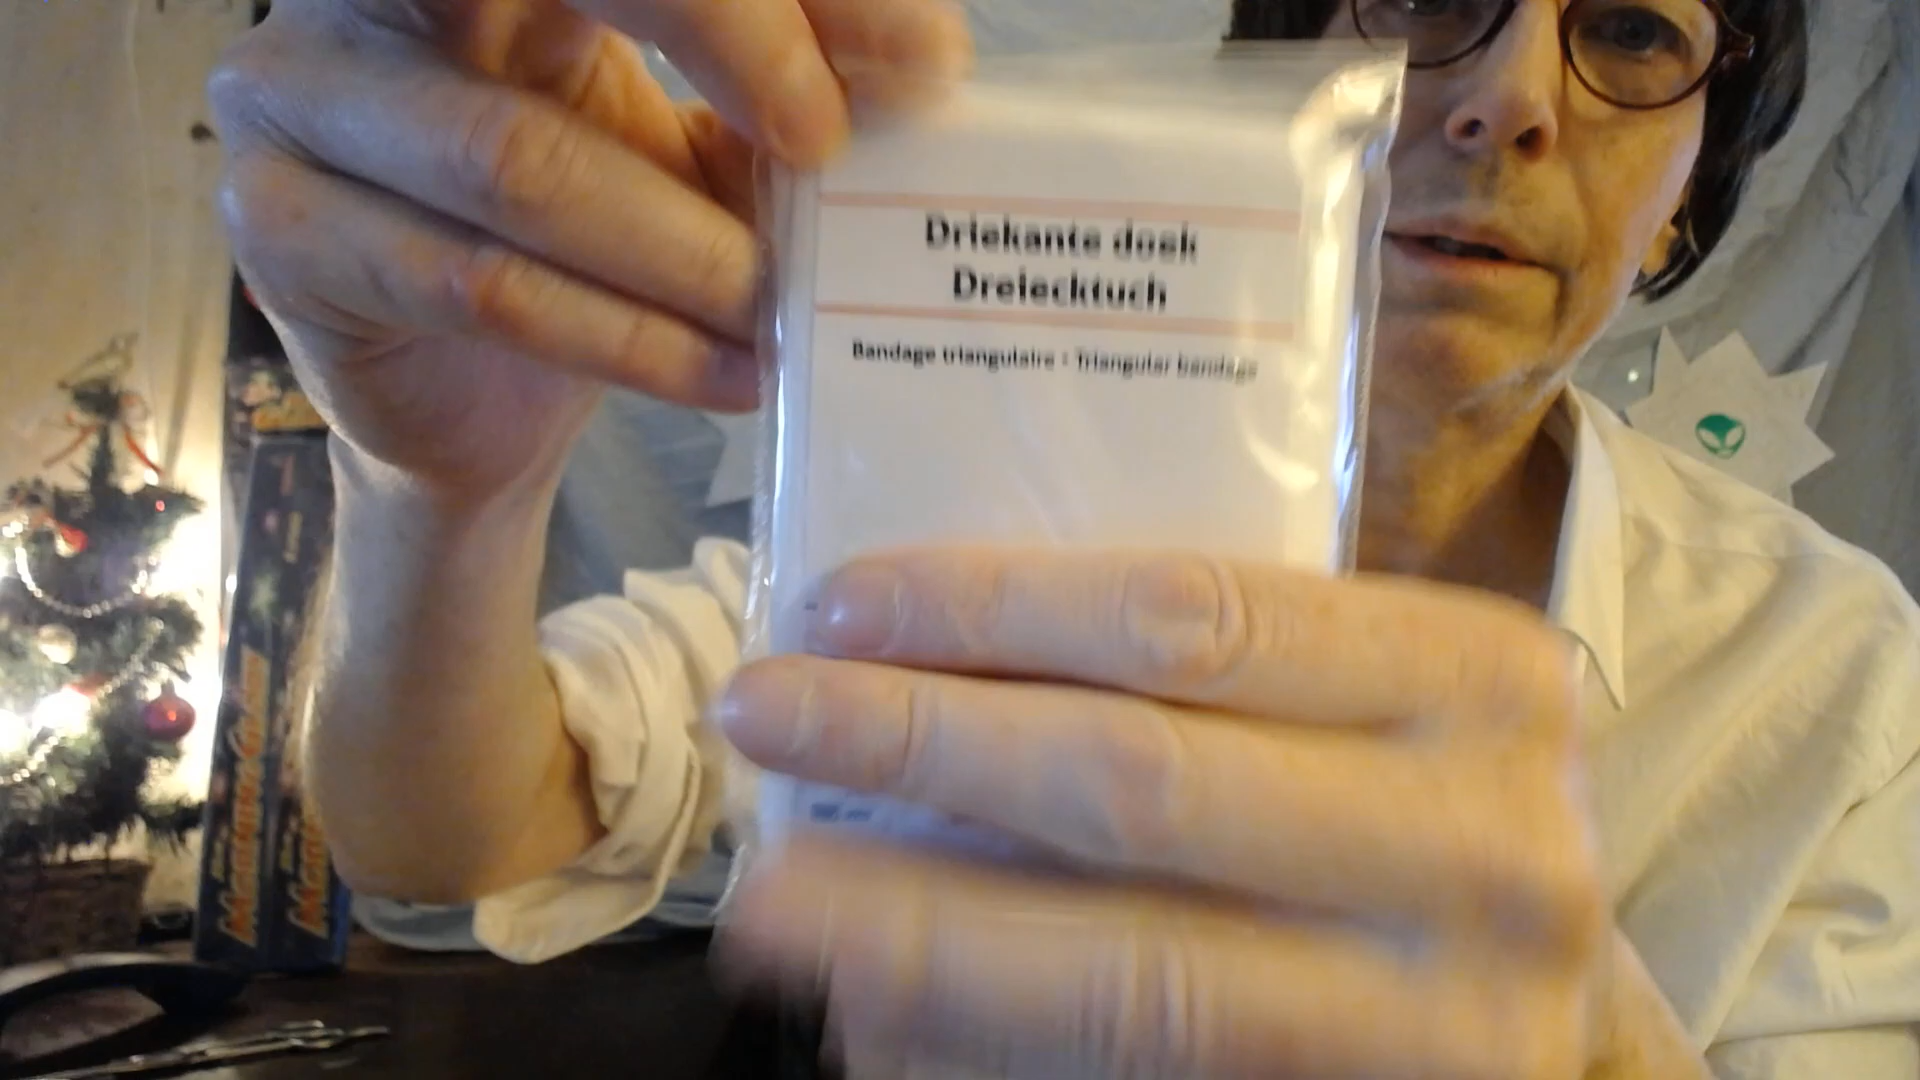 Driekante doek
Dreiecktuch
Bandage triangulaire • Triangular bandage